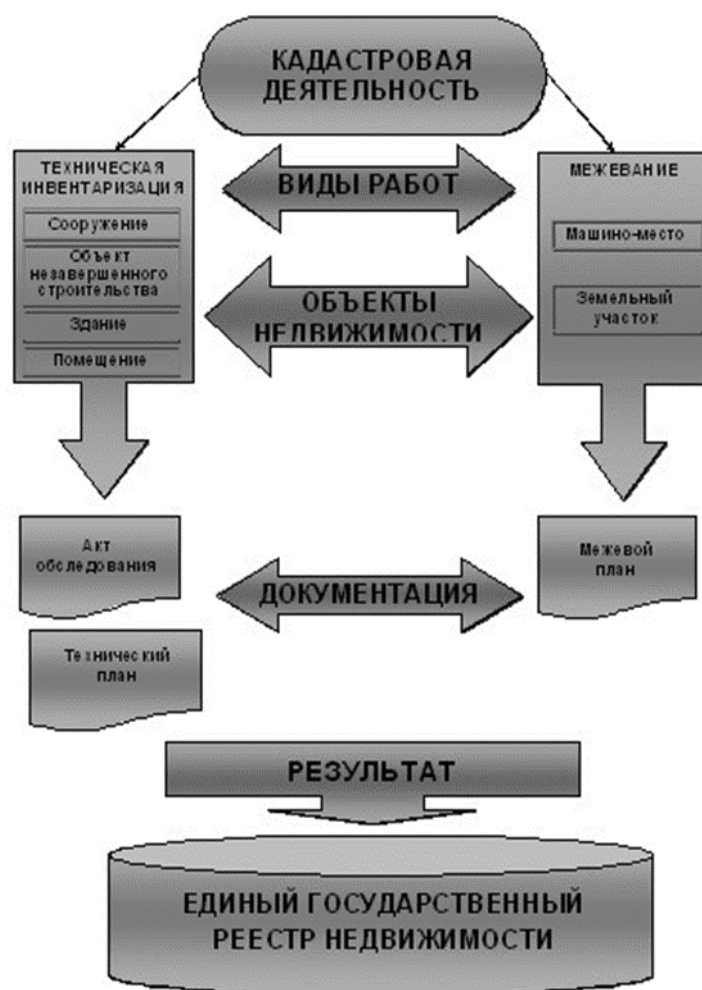 КАДАСТРОВАЯ
ДЕЯТЕЛЬНОСТЬ
ТЕХНИЧЕСКАЯ
ИНВЕНТАРИЗАЦИЯ
Сооружение
Объект
незавершенного
строительства
Здание
Помещение
ВИДЫ РАБОТ
ОБЪЕКТЫ
НЕДВИЖИМОСТИ
МЕЖЕВАНИЕ
Машино-место
Земельный
участок
Акт
обследования
Технический
план
ДОКУМЕНТАЦИЯ
Межевой
план
РЕЗУЛЬТАТ
ЕДИНЫЙ ГОСУДАРСТВЕННЫЙ
РЕЕСТР НЕДВИЖИМОСТИ